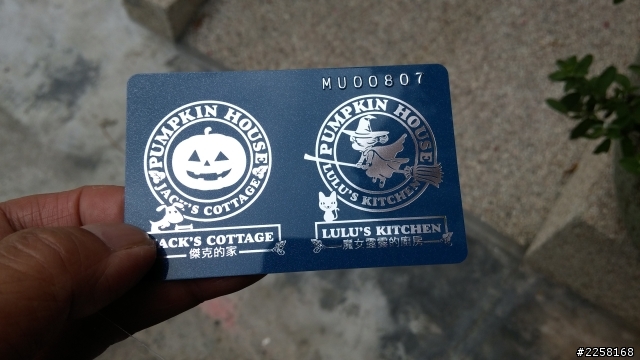 MU00807
PUMPKIN HOUSE
JACK'S COTTAGE
JACK'S COTTAGE
傑克的家
PUMPKIN HOUSE
LULU'S KITCHEN
LULU'S KITCHEN
魔女露露的廚房
#2258168